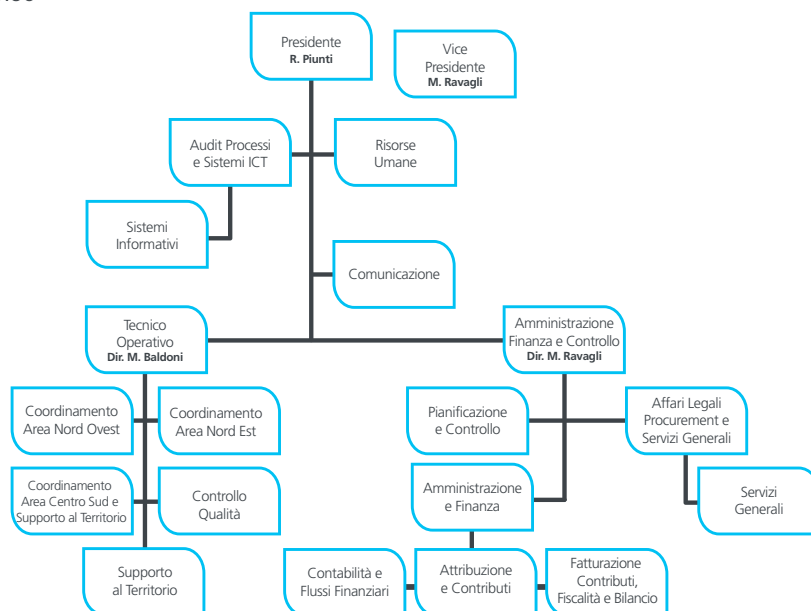 Presidente
R. Piunti
Vice
Presidente
M. Ravagli
Audit Processi
e Sistemi ICT
Risorse
Umane
Sistemi
Informativi
Comunicazione
Tecnico
Operativo
Dir. M. Baldoni
Amministrazione
Finanza e Controllo
Dir. M. Ravagli
Coordinamento
Area Nord Ovest
Coordinamento
Area Nord Est
Pianificazione
e Controllo
Affari Legali
Procurement e
Servizi Generali
Coordinamento
Area Centro Sud e
Supporto al Territorio
Controllo
Qualità
Amministrazione
e Finanza
Servizi
Generali
Supporto
al Territorio
Contabilità e
Flussi Finanziari
Attribuzione
e Contributi
Fatturazione
Contributi,
Fiscalità e Bilancio